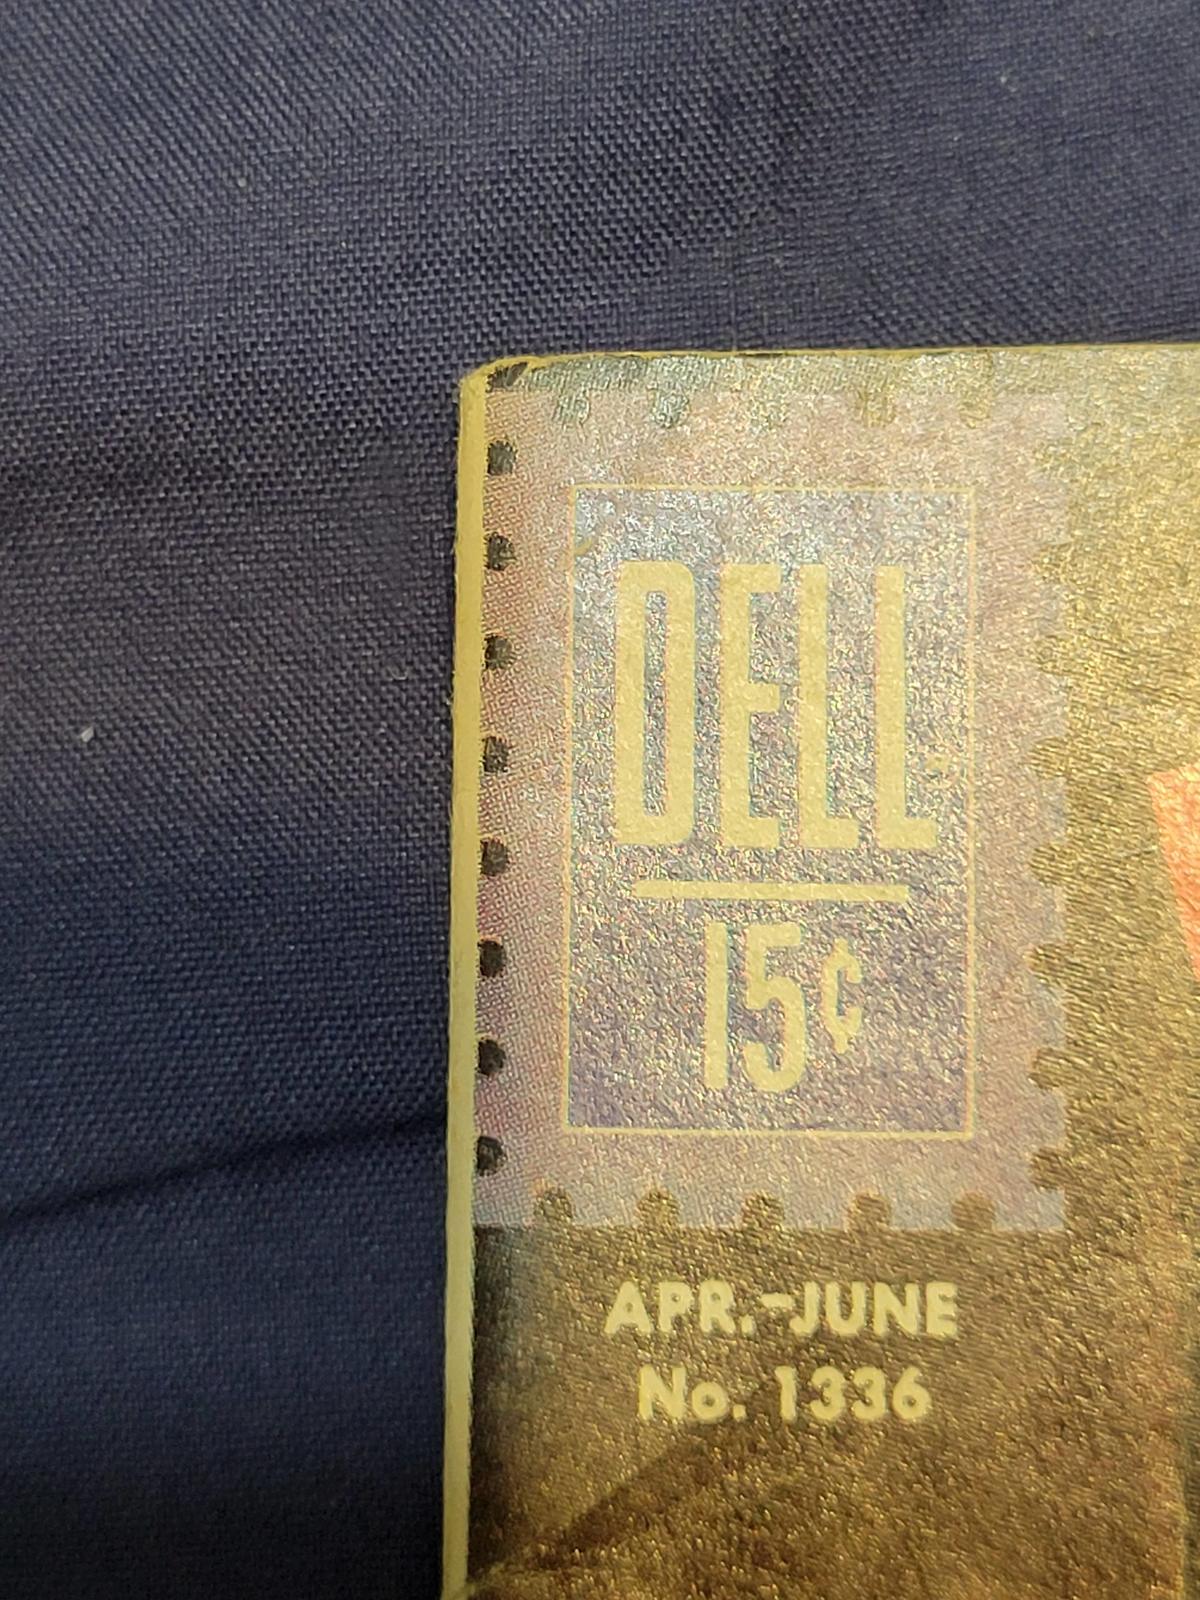 DELL
15¢
APR.-JUNE
No. 1336